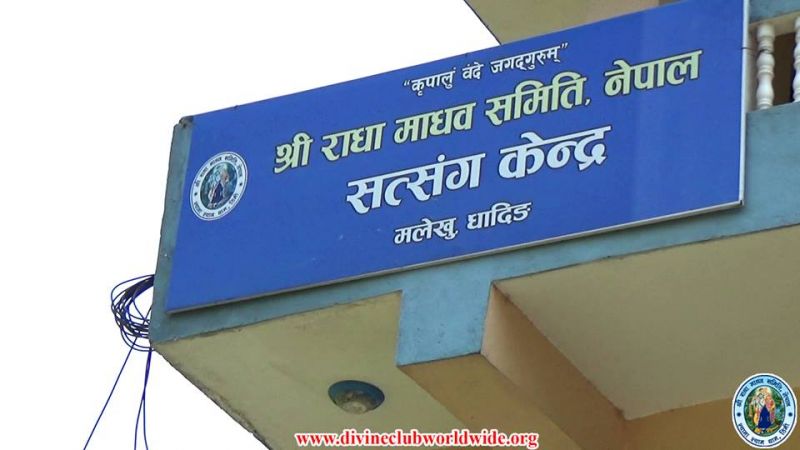 “कृपालुं वंदे जगद्‌गुरुम्”
श्री राधा माधव समिति, नेपाल
सत्संग केन्द्र
मलेखु, धादिङ
www.divineclubworldwide.org